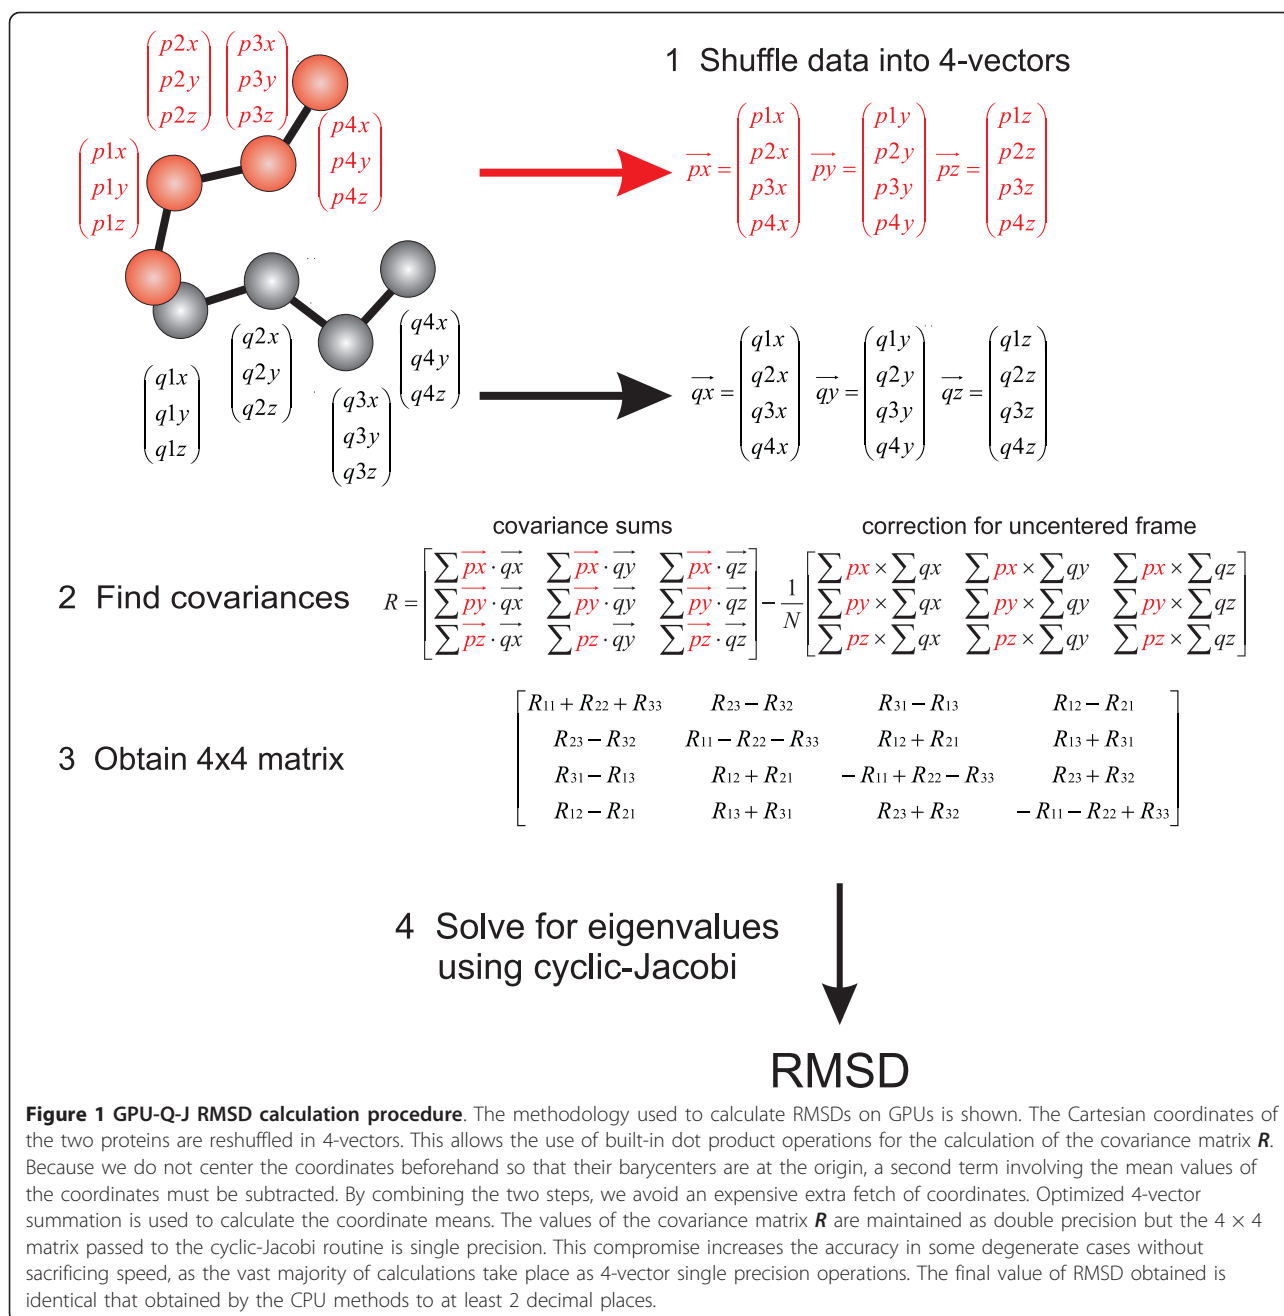 p2x p3x
p2y p3y
p2z p3z
p1x
p1y
p1z
p4x
p4y
p4z
1 Shuffle data into 4-vectors
px = (p1x p2x p3x p4x) py = (p1y p2y p3y p4y) pz = (p1z p2z p3z p4z)
q1x
q1y
q1z
q2x
q2y
q2z
q3x
q3y
q3z
q4x
q4y
q4z
qx = (q1x q2x q3x q4x) qy = (q1y q2y q3y q4y) qz = (q1z q2z q3z q4z)
covariance sums correction for uncentered frame
2 Find covariances
R = [∑px · qx ∑px · qy ∑px · qz] − 1/N [∑px × ∑qx ∑px × ∑qy ∑px × ∑qz]
[∑py · qx ∑py · qy ∑py · qz] [∑py × ∑qx ∑py × ∑qy ∑py × ∑qz]
[∑pz · qx ∑pz · qy ∑pz · qz] [∑pz × ∑qx ∑pz × ∑qy ∑pz × ∑qz]
3 Obtain 4x4 matrix
R11 + R22 + R33 R23 − R32 R31 − R13 R12 − R21
R23 − R32 R11 − R22 − R33 R12 + R21 R13 + R31
R31 − R13 R12 + R21 − R11 + R22 − R33 R23 + R32
R12 − R21 R13 + R31 R23 + R32 − R11 − R22 + R33
4 Solve for eigenvalues
using cyclic-Jacobi
RMSD
Figure 1 GPU-Q-J RMSD calculation procedure. The methodology used to calculate RMSDs on GPUs is shown. The Cartesian coordinates of
the two proteins are reshuffled in 4-vectors. This allows the use of built-in dot product operations for the calculation of the covariance matrix R.
Because we do not center the coordinates beforehand so that their barycenters are at the origin, a second term involving the mean values of
the coordinates must be subtracted. By combining the two steps, we avoid an expensive extra fetch of coordinates. Optimized 4-vector
summation is used to calculate the coordinate means. The values of the covariance matrix R are maintained as double precision but the 4 × 4
matrix passed to the cyclic-Jacobi routine is single precision. This compromise increases the accuracy in some degenerate cases without
sacrificing speed, as the vast majority of calculations take place as 4-vector single precision operations. The final value of RMSD obtained is
identical that obtained by the CPU methods to at least 2 decimal places.